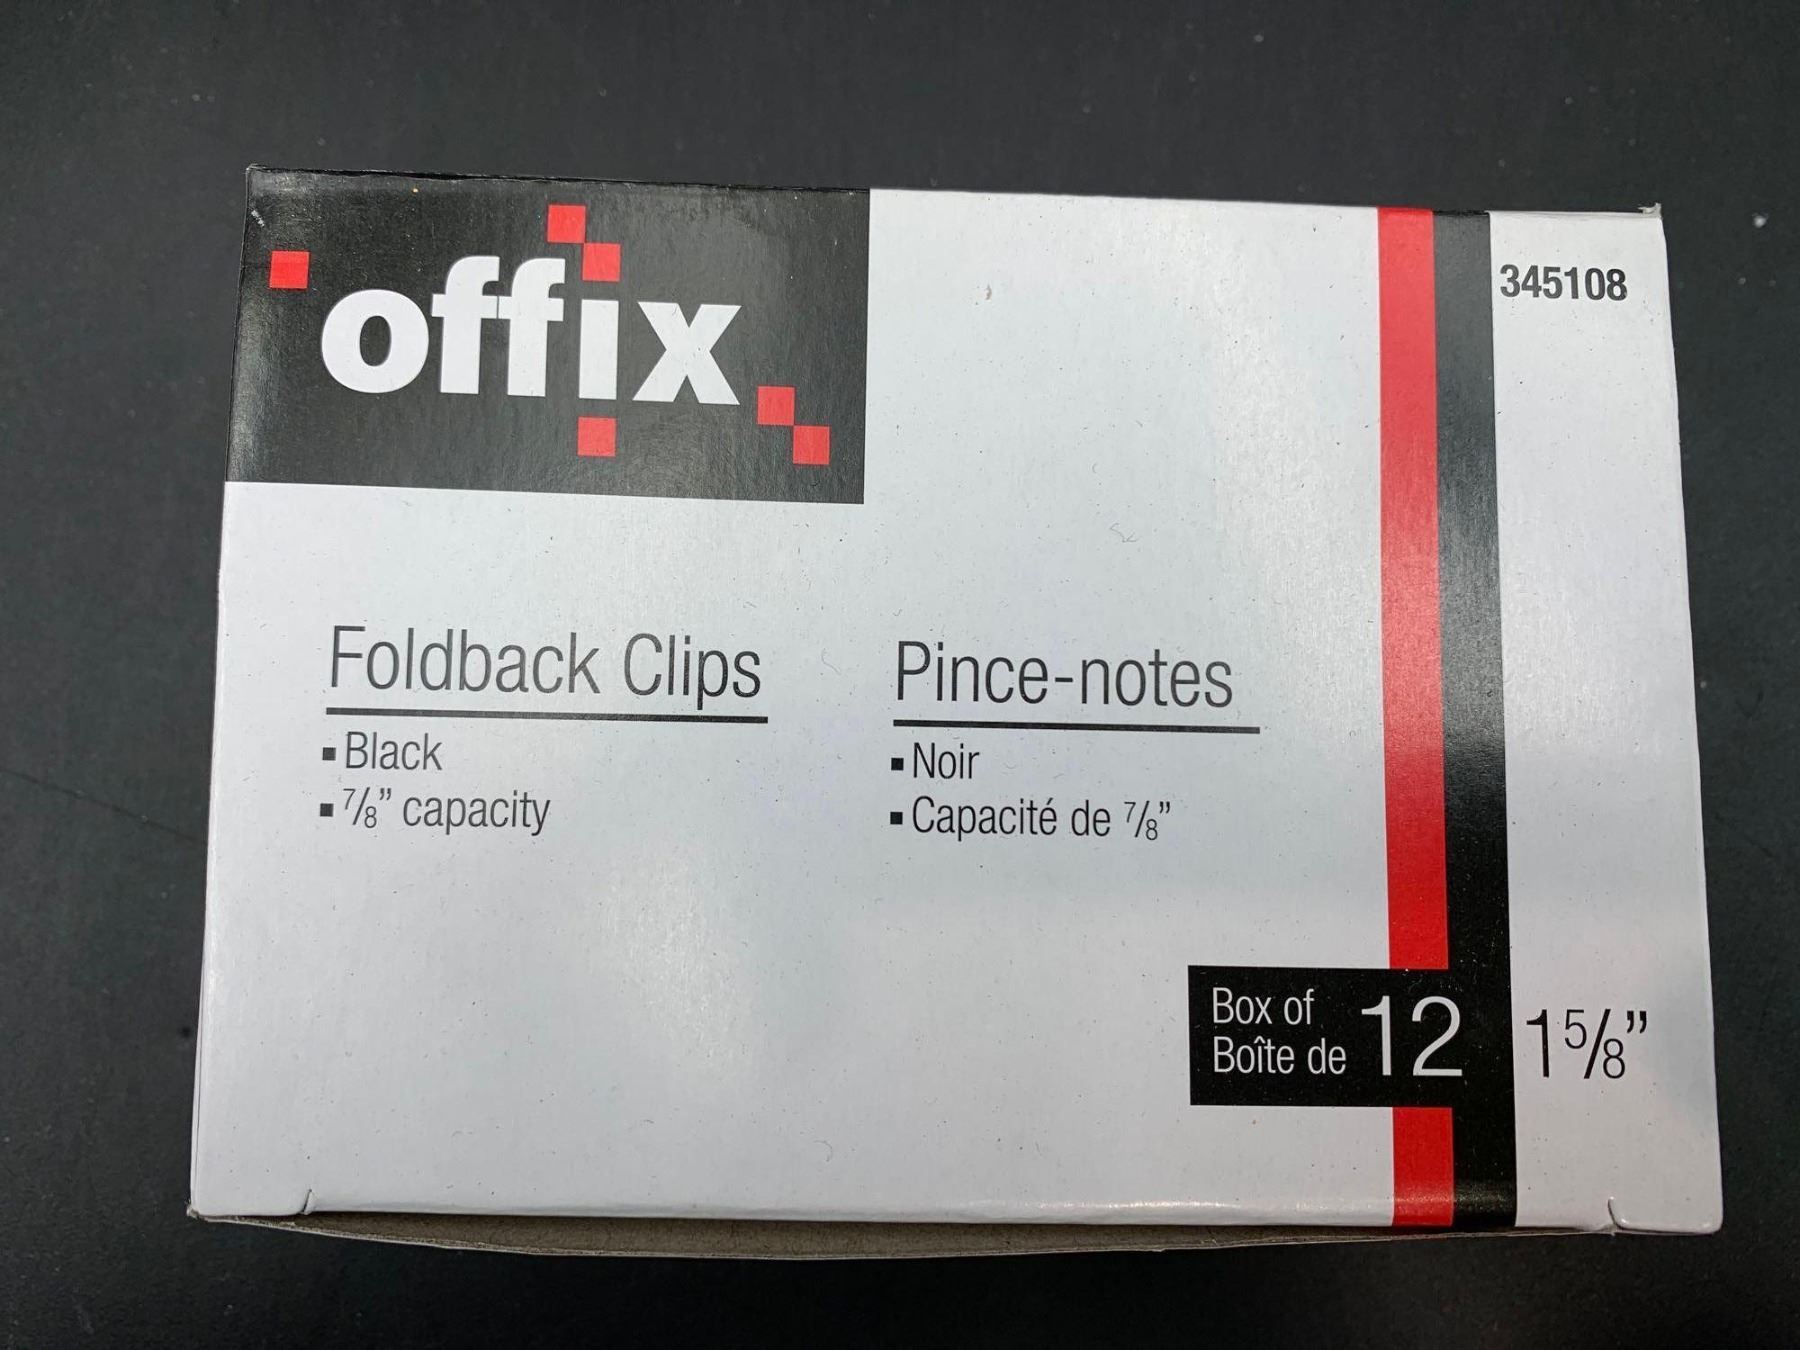 offix
345108
Foldback Clips
▪ Black
▪ 7/8” capacity
Pince-notes
▪ Noir
▪ Capacité de 7/8”
Box of
Boîte de
12
1 5/8”